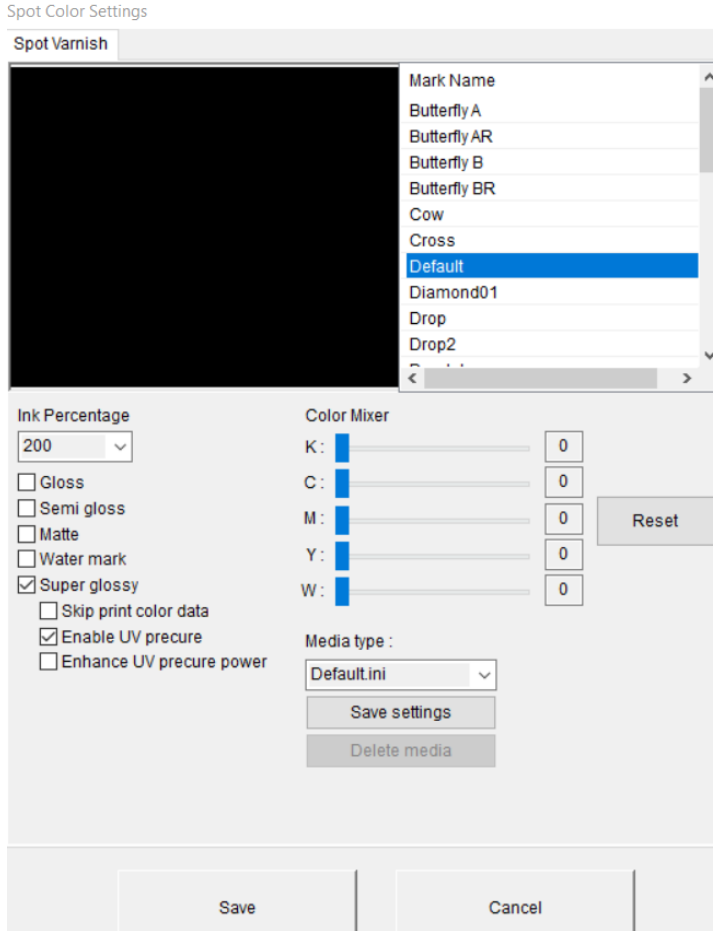 Spot Color Settings
Spot Varnish
Mark Name
Butterfly A
Butterfly AR
Butterfly B
Butterfly BR
Cow
Cross
Default
Diamond01
Drop
Drop2
Ink Percentage
200
Gloss
Semi gloss
Matte
Water mark
Super glossy
Skip print color data
Enable UV precure
Enhance UV precure power
Color Mixer
K : 0
C : 0
M : 0
Y : 0
W : 0
Reset
Media type :
Default.ini
Save settings
Delete media
Save
Cancel